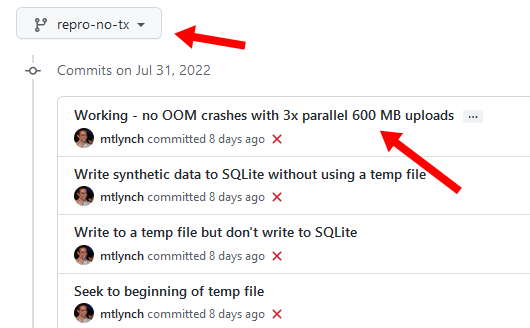 repro-no-tx
Commits on Jul 31, 2022
Working - no OOM crashes with 3x parallel 600 MB uploads ...
mtlynch committed 8 days ago
Write synthetic data to SQLite without using a temp file
mtlynch committed 8 days ago
Write to a temp file but don't write to SQLite
mtlynch committed 8 days ago
Seek to beginning of temp file
mtlynch committed 8 days ago